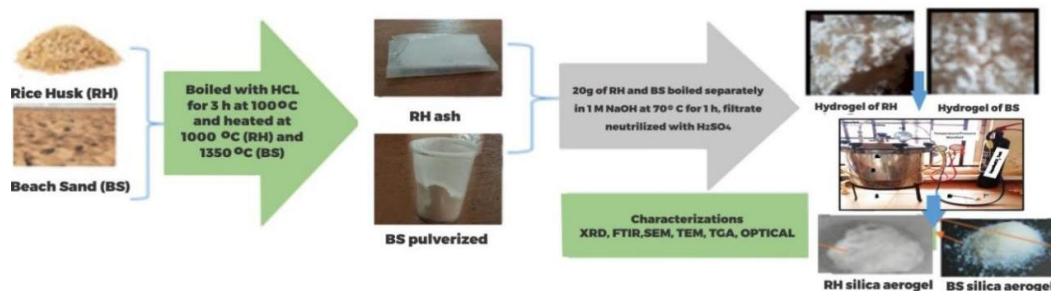 Rice Husk (RH)
Beach Sand (BS)
Boiled with HCL
for 3 h at 100ºC
and heated at
1000 ºC (RH) and
1350 ºC (BS)
RH ash
BS pulverized
20g of RH and BS boiled separately
in 1 M NaOH at 70º C for 1 h, filtrate
neutrilized with H₂SO₄
Characterizations
XRD, FTIR,SEM, TEM, TGA, OPTICAL
Hydrogel of RH
Hydrogel of BS
RH silica aerogel
BS silica aerogel